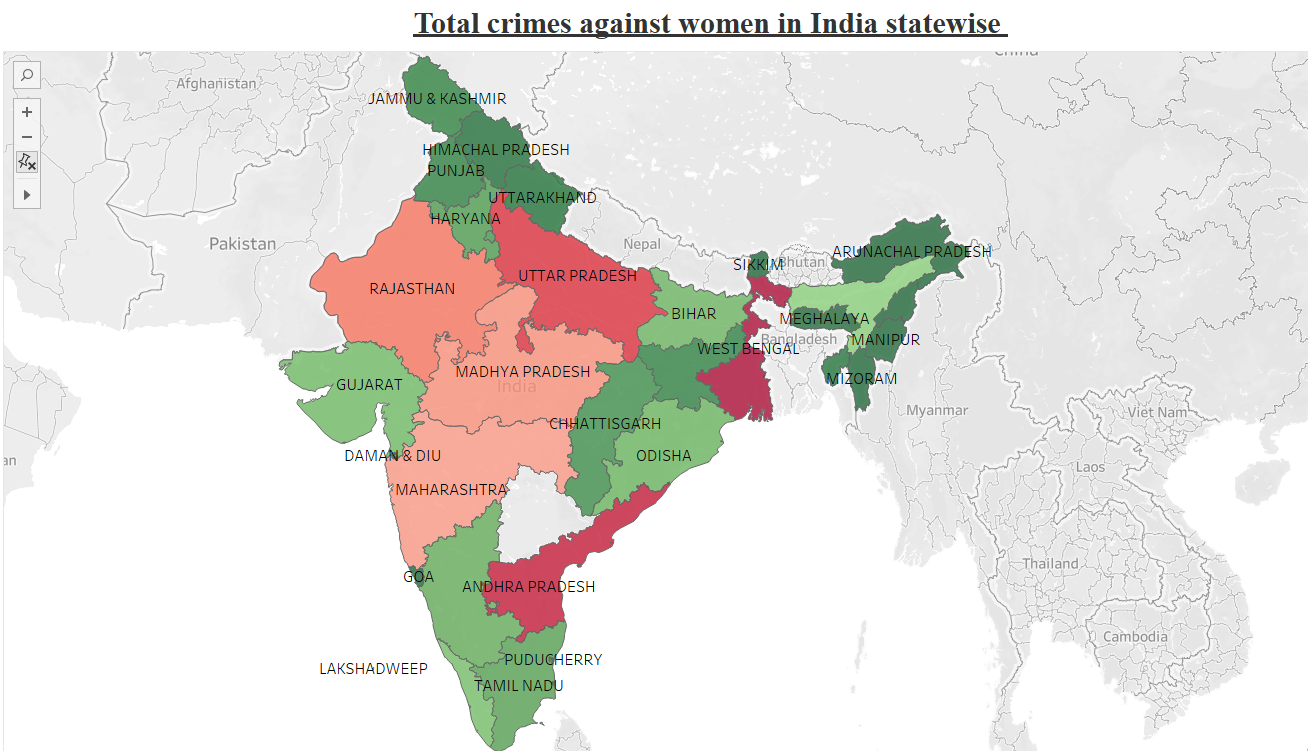 Total crimes against women in India statewise
China
Afghanistan
JAMMU & KASHMIR
HIMACHAL PRADESH
PUNJAB
UTTARAKHAND
HARYANA
Pakistan
Nepal
ARUNACHAL PRADESH
SIKKIM
Bhutan
UTTAR PRADESH
RAJASTHAN
BIHAR
MEGHALAYA
Bangladesh
MANIPUR
WEST BENGAL
MADHYA PRADESH
India
MIZORAM
GUJARAT
Myanmar
Viet Nam
CHHATTISGARH
DAMAN & DIU
ODISHA
an
Laos
MAHARASHTRA
Thailand
GOA
ANDHRA PRADESH
Cambodia
PUDUCHERRY
LAKSHADWEEP
TAMIL NADU